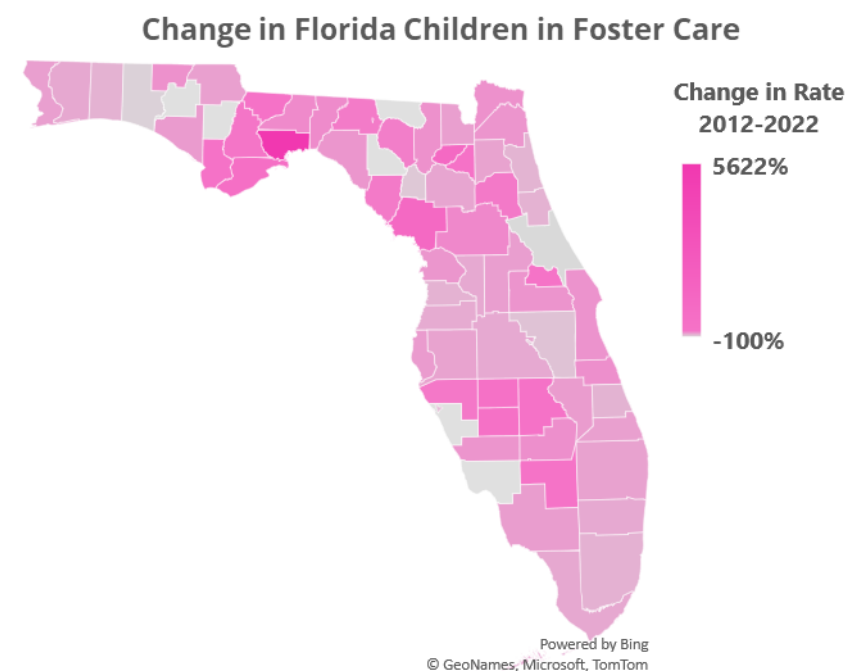 Change in Florida Children in Foster Care
Change in Rate
2012-2022
5622%
-100%
Powered by Bing
© GeoNames, Microsoft, TomTom